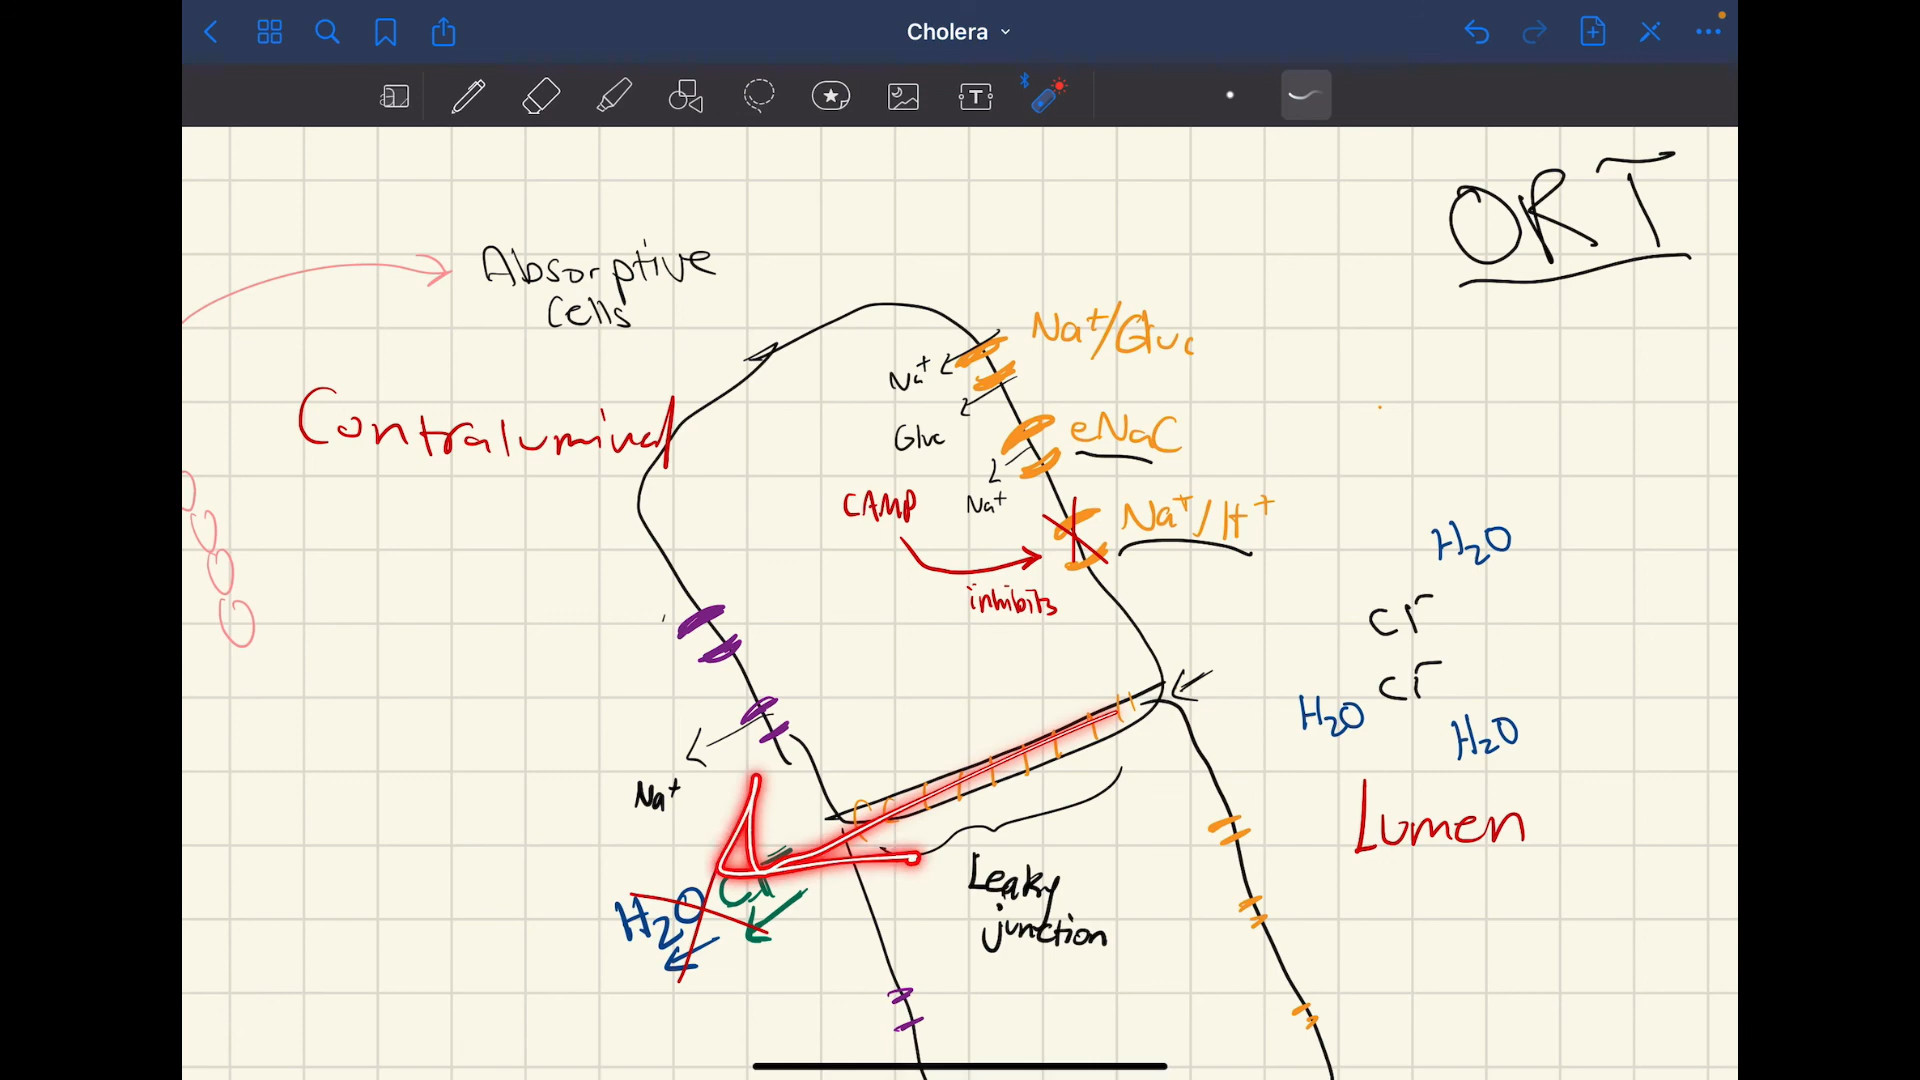 Cholera
ORT
Absorptive
Cells
Na+/Gluc
Na+
Contraluminal
Gluc
eNaC
Na+
cAMP
Na+/H+
inhibits
H2O
Cl-
Cl-
H2O
H2O
Na+
Lumen
Leaky
junction
H2O